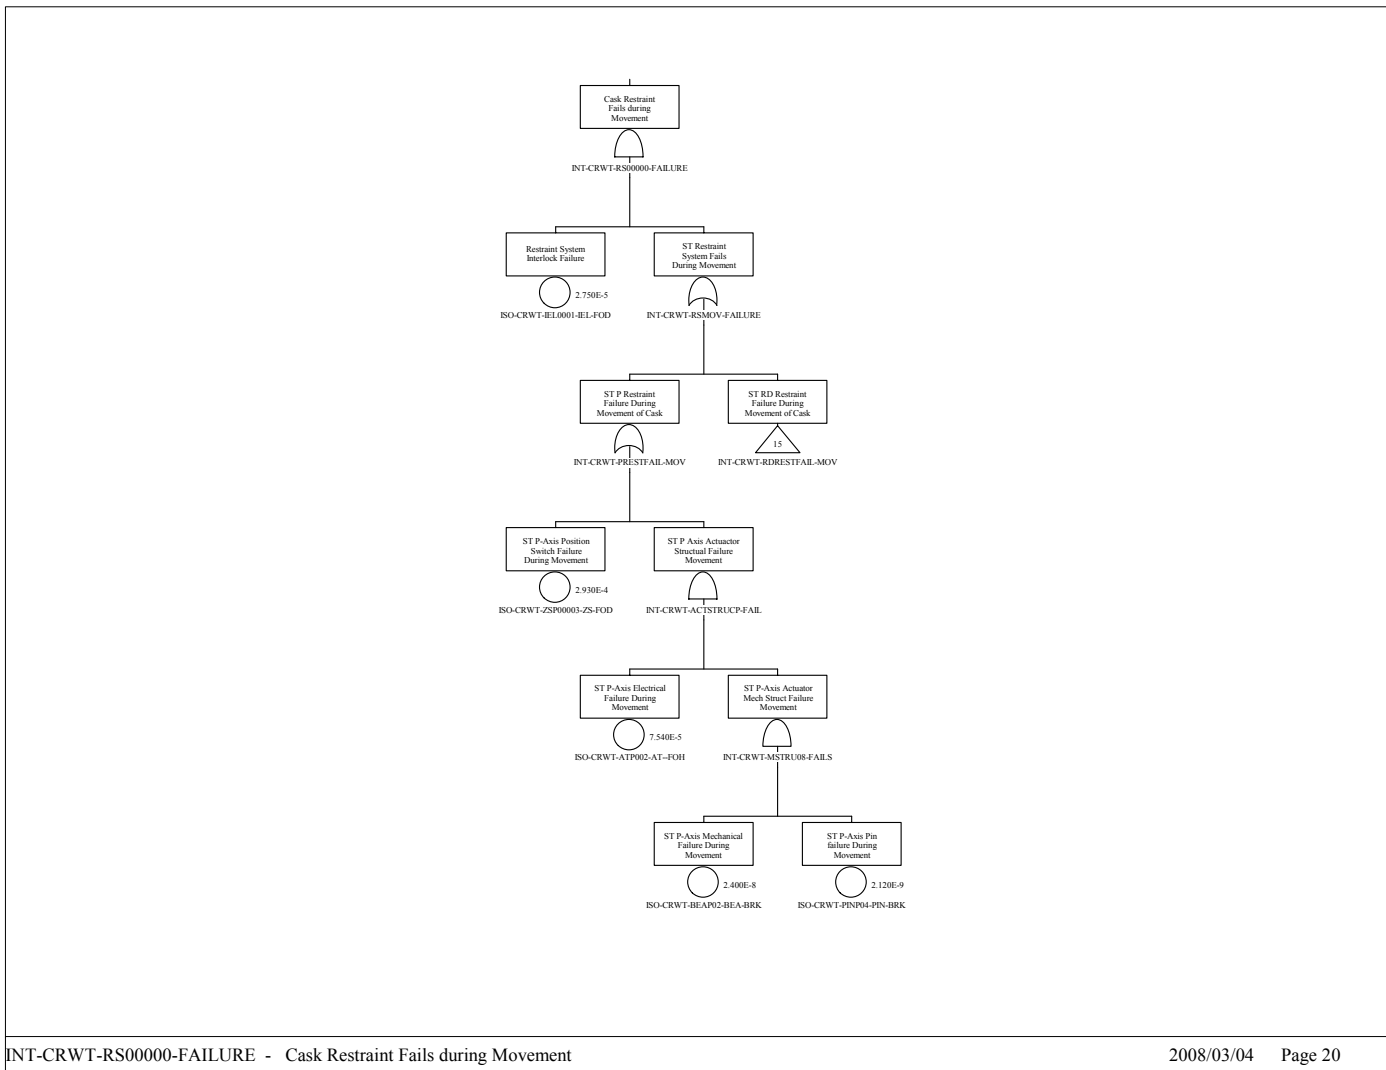 Cask Restraint
Fails during
Movement
INT-CRWT-RS00000-FAILURE
Restraint System
Interlock Failure
2.750E-5
ISO-CRWT-IEL0001-IEL-FOD
ST Restraint
System Fails
During Movement
INT-CRWT-RSMOV-FAILURE
ST P Restraint
Failure During
Movement of Cask
INT-CRWT-PRESTFAIL-MOV
ST RD Restraint
Failure During
Movement of Cask
15
INT-CRWT-RDRESTFAIL-MOV
ST P-Axis Position
Switch Failure
During Movement
2.930E-4
ISO-CRWT-ZSP00003-ZS-FOD
ST P Axis Actuactor
Structual Failure
Movement
INT-CRWT-ACTSTRUCP-FAIL
ST P-Axis Electrical
Failure During
Movement
7.540E-5
ISO-CRWT-ATP002-AT--FOH
ST P-Axis Actuator
Mech Struct Failure
Movement
INT-CRWT-MSTRU08-FAILS
ST P-Axis Mechanical
Failure During
Movement
2.400E-8
ISO-CRWT-BEAP02-BEA-BRK
ST P-Axis Pin
failure During
Movement
2.120E-9
ISO-CRWT-PINP04-PIN-BRK
INT-CRWT-RS00000-FAILURE - Cask Restraint Fails during Movement
2008/03/04 Page 20